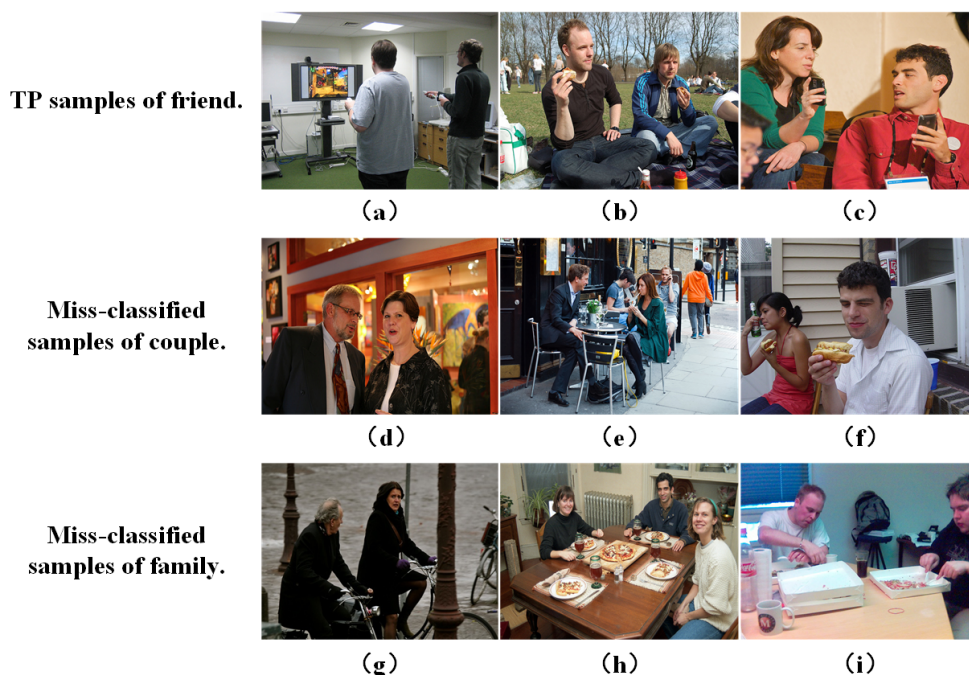 TP samples of friend.
(a)
(b)
(c)
Miss-classified
samples of couple.
(d)
(e)
(f)
Miss-classified
samples of family.
(g)
(h)
(i)